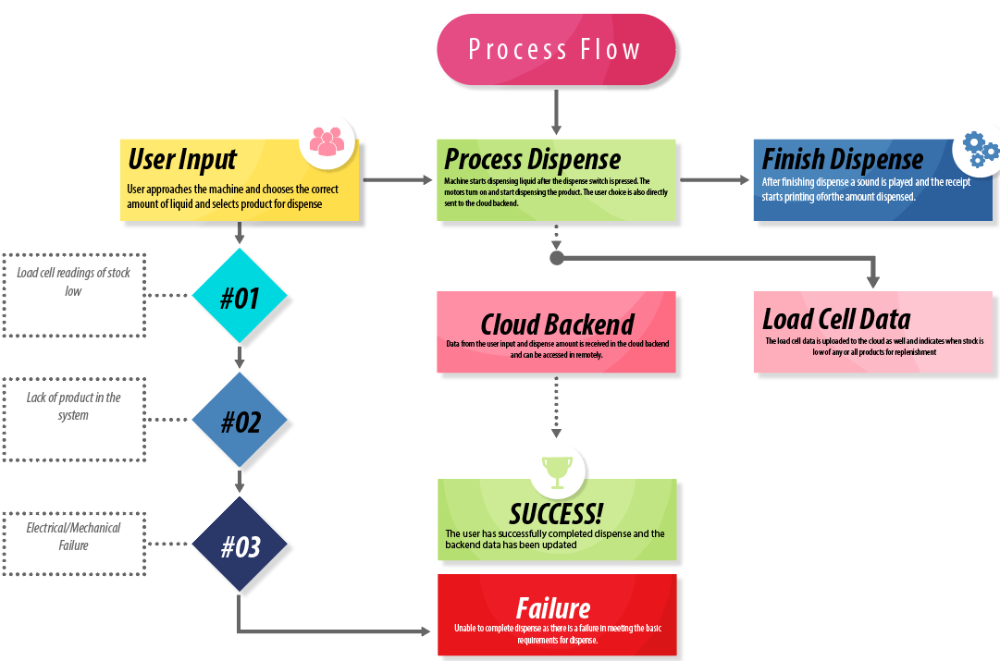 Process Flow
User Input
User approaches the machine and chooses the correct
amount of liquid and selects product for dispense
Process Dispense
Machine starts dispensing liquid after the dispense switch is pressed. The
motors turn on and start dispensing the product. The user choice is also directly
sent to the cloud backend.
Finish Dispense
After finishing dispense a sound is played and the receipt
starts printing oforthe amount dispensed.
Load cell readings of stock
low
#01
Cloud Backend
Data from the user input and dispense amount is received in the cloud backend
and can be accessed in remotely.
Load Cell Data
The load cell data is uploaded to the cloud as well and indicates when stock is
low of any or all products for replenishment
Lack of product in the
system
#02
SUCCESS!
The user has successfully completed dispense and the
backend data has been updated
Electrical/Mechanical
Failure
#03
Failure
Unable to complete dispense as there is a failure in meeting the basic
requirements for dispense.